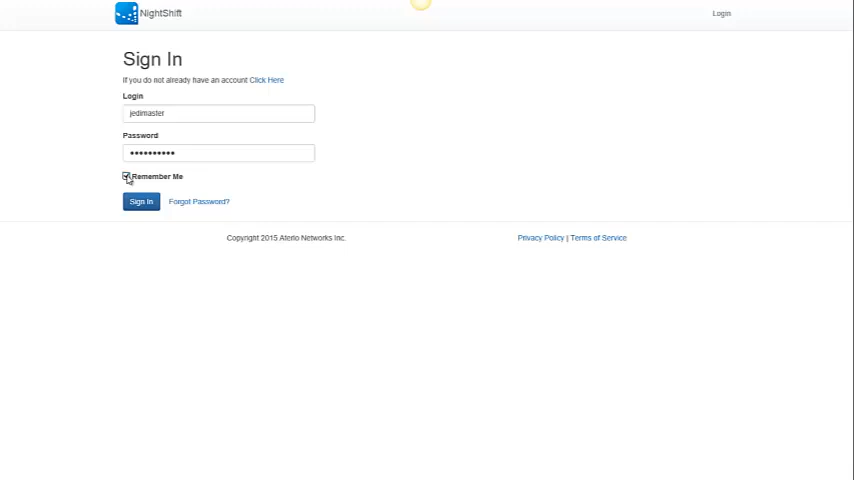 NightShift
Login
Sign In
If you do not already have an account Click Here
Login
jedimaster
Password
••••••••••
Remember Me
Sign In Forgot Password?
Copyright 2015 Aterlo Networks Inc. Privacy Policy | Terms of Service